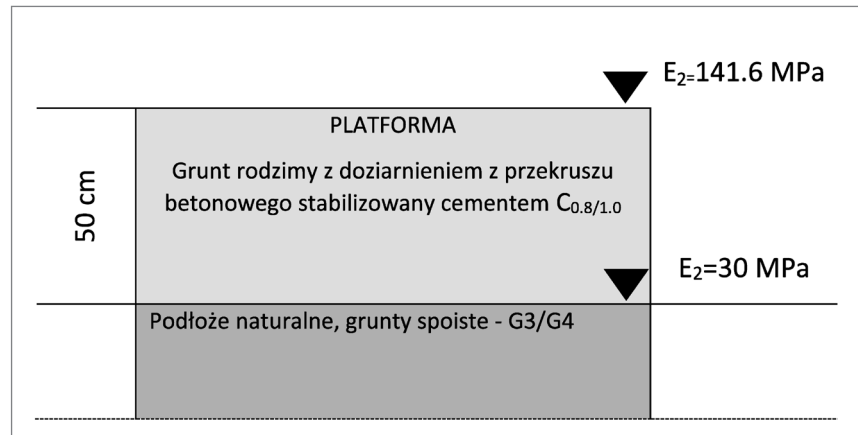 E₂₌141.6 MPa
PLATFORMA
Grunt rodzimy z doziarnieniem z przekruszu
betonowego stabilizowany cementem C₀.₈/₁.₀
50 cm
E₂=30 MPa
Podłoże naturalne, grunty spoiste - G3/G4